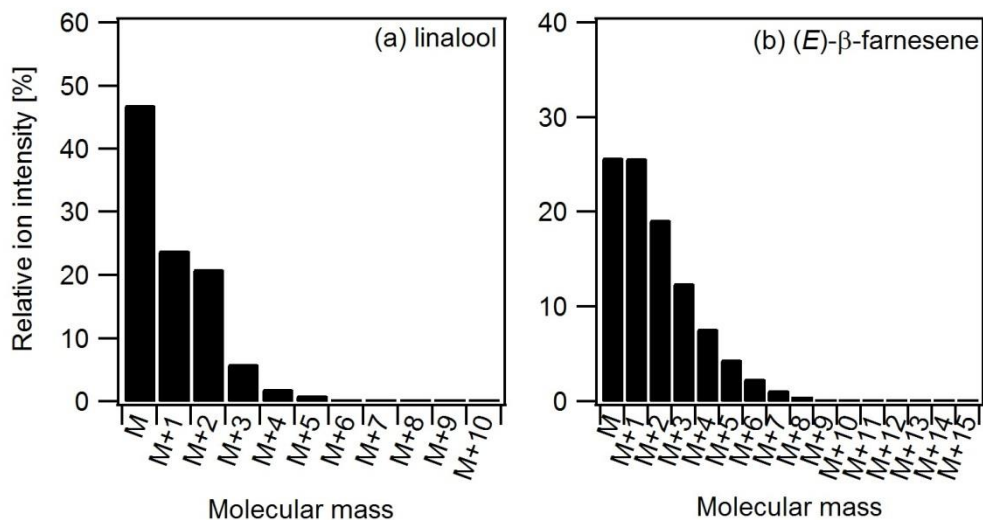 (a) linalool
Relative ion intensity [%]
60
50
40
30
20
10
0
M
M+1
M+2
M+3
M+4
M+5
M+6
M+7
M+8
M+9
M+10
Molecular mass
(b) (E)-β-farnesene
40
30
20
10
0
M
M+1
M+2
M+3
M+4
M+5
M+6
M+7
M+8
M+9
M+10
M+11
M+12
M+13
M+14
M+15
Molecular mass